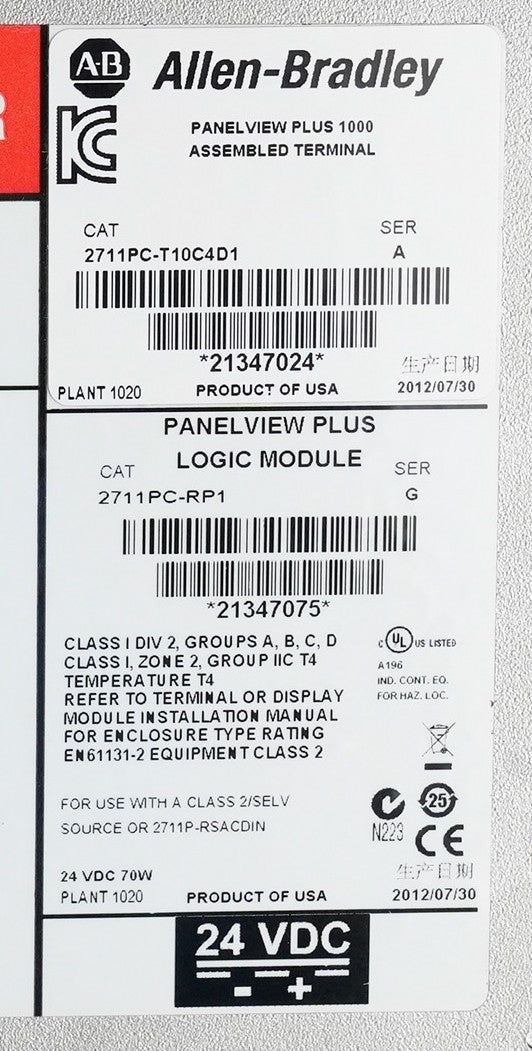 R
AB Allen-Bradley
KC
PANELVIEW PLUS 1000
ASSEMBLED TERMINAL
CAT SER
2711PC-T10C4D1 A
*21347024* 生产日期
PLANT 1020 PRODUCT OF USA 2012/07/30
PANELVIEW PLUS
LOGIC MODULE
CAT SER
2711PC-RP1 G
*21347075*
CLASS I DIV 2, GROUPS A, B, C, D
CLASS I, ZONE 2, GROUP IIC T4
TEMPERATURE T4
REFER TO TERMINAL OR DISPLAY
MODULE INSTALLATION MANUAL
FOR ENCLOSURE TYPE RATING
EN61131-2 EQUIPMENT CLASS 2
C UL US LISTED
A196
IND. CONT. EQ.
FOR HAZ. LOC.
FOR USE WITH A CLASS 2/SELV
SOURCE OR 2711P-RSACDIN
25
N223 CE
24 VDC 70W 生产日期
PLANT 1020 PRODUCT OF USA 2012/07/30
24 VDC
- +